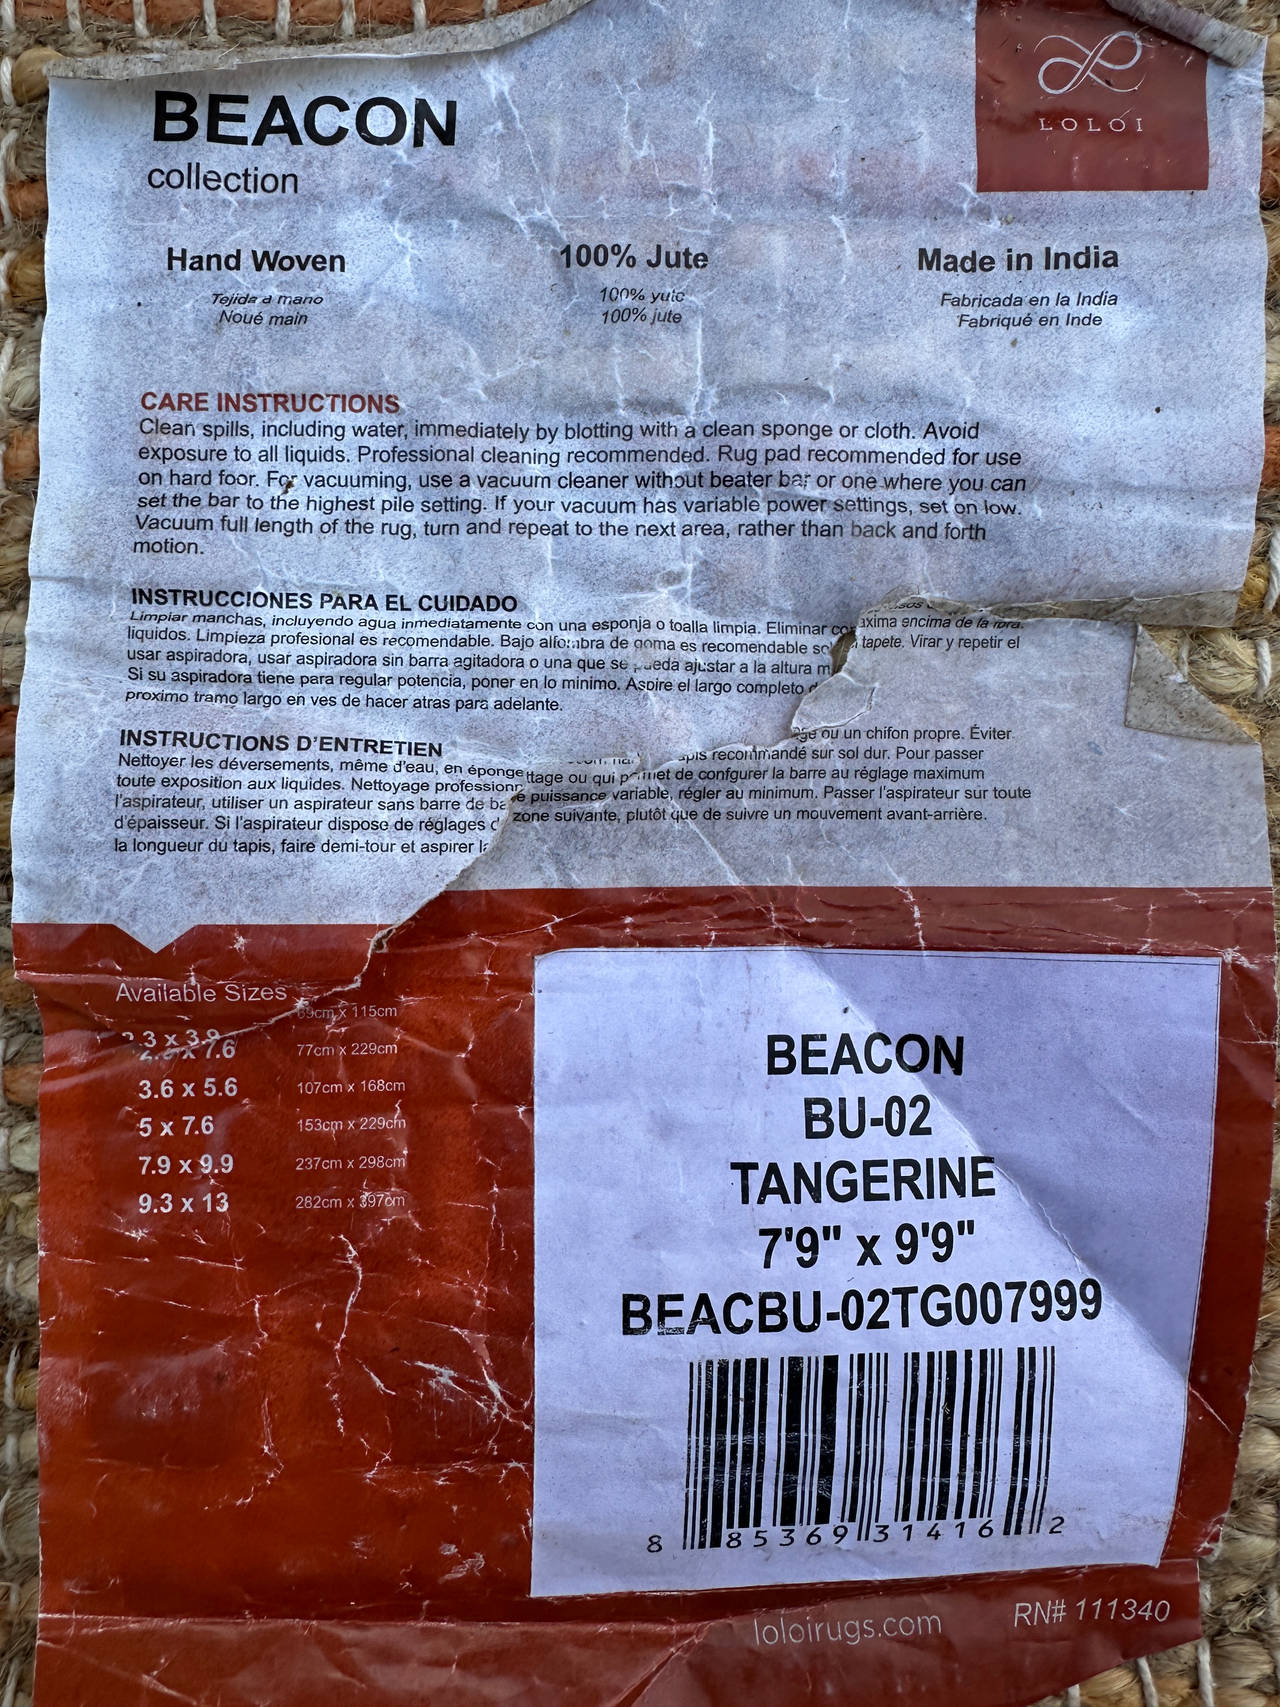 BEACON
collection
LOLOI
Hand Woven
Tejida a mano
Noué main
100% Jute
100% yute
100% jute
Made in India
Fabricada en la India
Fabriqué en Inde
CARE INSTRUCTIONS
Clean spills, including water, immediately by blotting with a clean sponge or cloth. Avoid
exposure to all liquids. Professional cleaning recommended. Rug pad recommended for use
on hard foor. For vacuuming, use a vacuum cleaner without beater bar or one where you can
set the bar to the highest pile setting. If your vacuum has variable power settings, set on low.
Vacuum full length of the rug, turn and repeat to the next area, rather than back and forth
motion.
INSTRUCCIONES PARA EL CUIDADO
Limpiar manchas, incluyendo agua inmediatamente con una esponja o toalla limpia. Eliminar
liquidos. Limpieza profesional es recomendable. Bajo alfombra de goma es recomendable
encima de la fibra.
usar aspiradora, usar aspiradora sin barra agitadora o una que se pueda ajustar a la altura
tapete. Virar y repetir el
Si su aspiradora tiene para regular potencia, poner en lo minimo. Aspire el largo completo
proximo tramo largo en ves de hacer atras para adelante.
INSTRUCTIONS D'ENTRETIEN
Nettoyer les déversements, même d'eau, en
ou un chifon propre. Éviter
toute exposition aux liquides. Nettoyage
recommandé sur sol dur. Pour passer
l'aspirateur, utiliser un aspirateur sans barre de
ou qui permet de confgurer la barre au réglage maximum
d'épaisseur. Si l'aspirateur dispose de réglages
puissance variable, régler au minimum. Passer l'aspirateur sur toute
la longueur du tapis, faire demi-tour et aspirer
zone suivante, plutôt que de suivre un mouvement avant-arrière.
Available Sizes
x 115cm
77cm x 229cm
3.6 x 5.6 107cm x 168cm
5 x 7.6 153cm x 229cm
7.9 x 9.9 237cm x 298cm
9.3 x 13 282cm x 397cm
BEACON
BU-02
TANGERINE
7'9" x 9'9"
BEACBU-02TG007999
8 85369 31416 2
loloirugs.com
RN# 111340